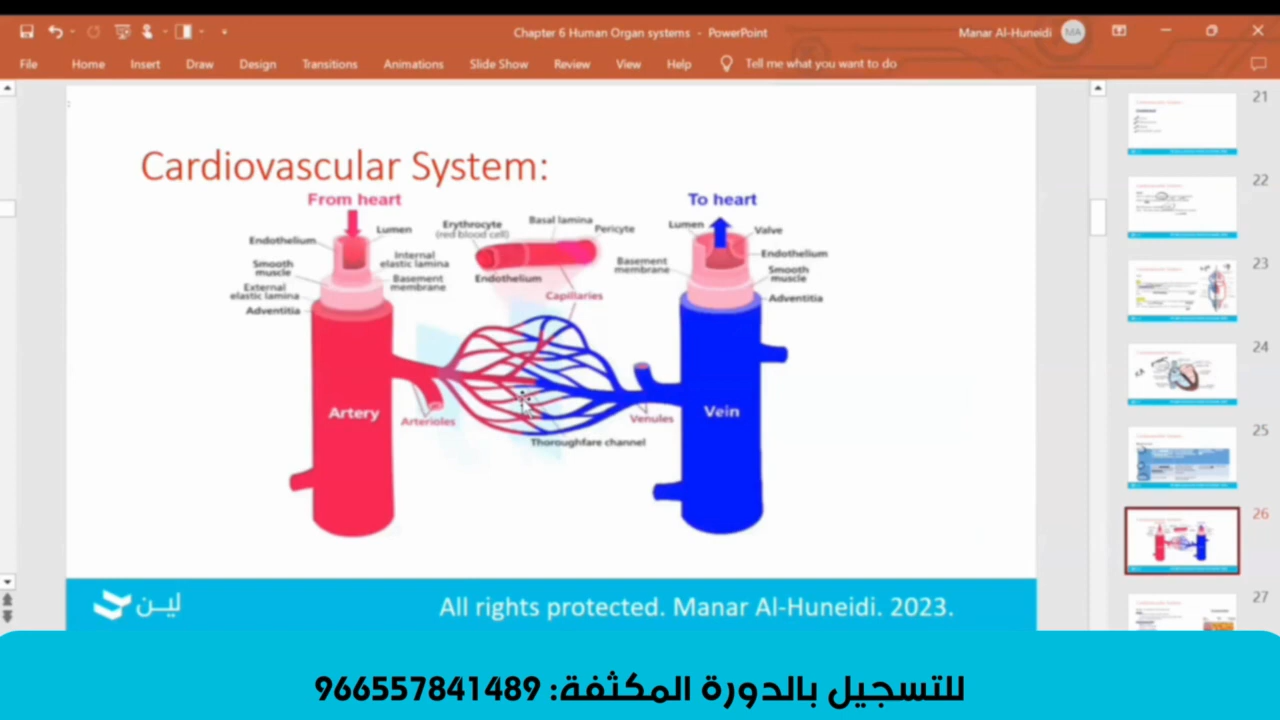 Chapter 6 Human Organ systems - PowerPoint
Manar Al-Huneidi
MA
File Home Insert Draw Design Transitions Animations Slide Show Review View Help Tell me what you want to do
Cardiovascular System:
From heart
To heart
Endothelium
Lumen
Smooth muscle
Internal elastic lamina
External elastic lamina
Basement membrane
Adventitia
Erythrocyte
(red blood cell)
Basal lamina
Pericyte
Endothelium
Capillaries
Lumen
Valve
Basement membrane
Endothelium
Smooth muscle
Adventitia
Artery
Arterioles
Venules
Vein
Thoroughfare channel
لين
All rights protected. Manar Al-Huneidi. 2023.
21
22
23
24
25
26
27
للتسجيل بالدورة المكثفة: 966557841489